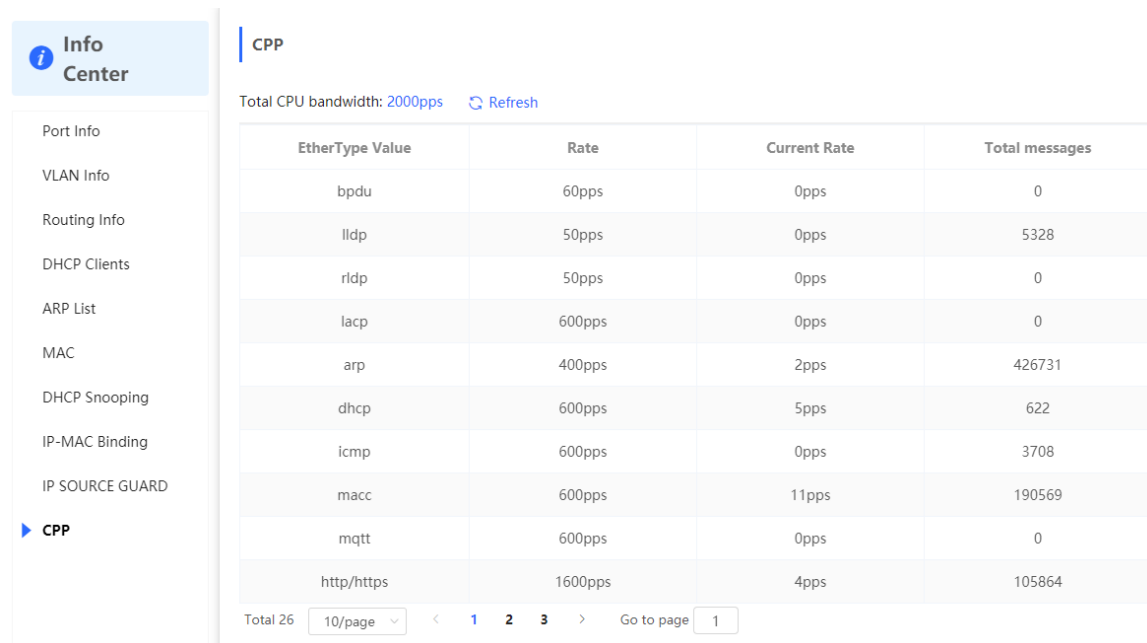 Info
Center
Port Info
VLAN Info
Routing Info
DHCP Clients
ARP List
MAC
DHCP Snooping
IP-MAC Binding
IP SOURCE GUARD
CPP
CPP
Total CPU bandwidth: 2000pps Refresh
EtherType Value Rate Current Rate Total messages
bpdu 60pps 0pps 0
lldp 50pps 0pps 5328
rldp 50pps 0pps 0
lacp 600pps 0pps 0
arp 400pps 2pps 426731
dhcp 600pps 5pps 622
icmp 600pps 0pps 3708
macc 600pps 11pps 190569
mqtt 600pps 0pps 0
http/https 1600pps 4pps 105864
Total 26 10/page < 1 2 3 > Go to page 1